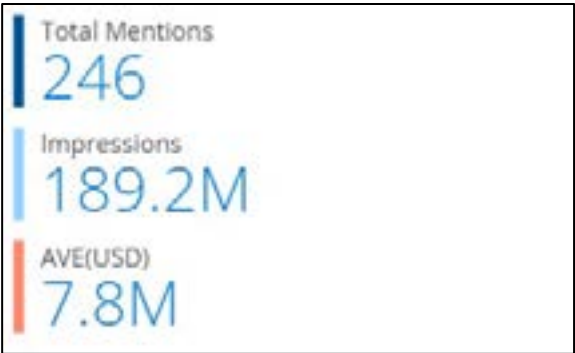 Total Mentions
246
Impressions
189.2M
AVE(USD)
7.8M